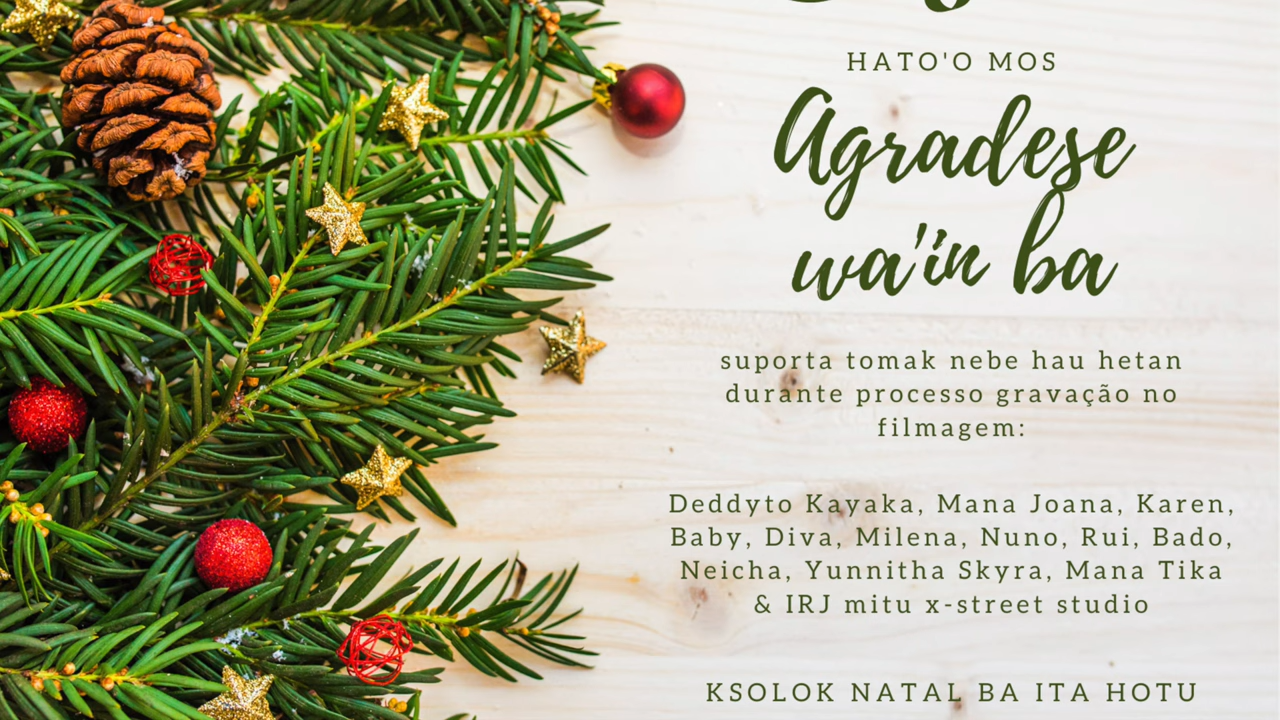 HATO'O MOS
Agradese
wa'in ba
suporta tomak nebe hau hetan
durante processo gravação no
filmagem:
Deddyto Kayaka, Mana Joana, Karen,
Baby, Diva, Milena, Nuno, Rui, Bado,
Neicha, Yunnitha Skyra, Mana Tika
& IRJ mitu x-street studio
KSOLOK NATAL BA ITA HOTU